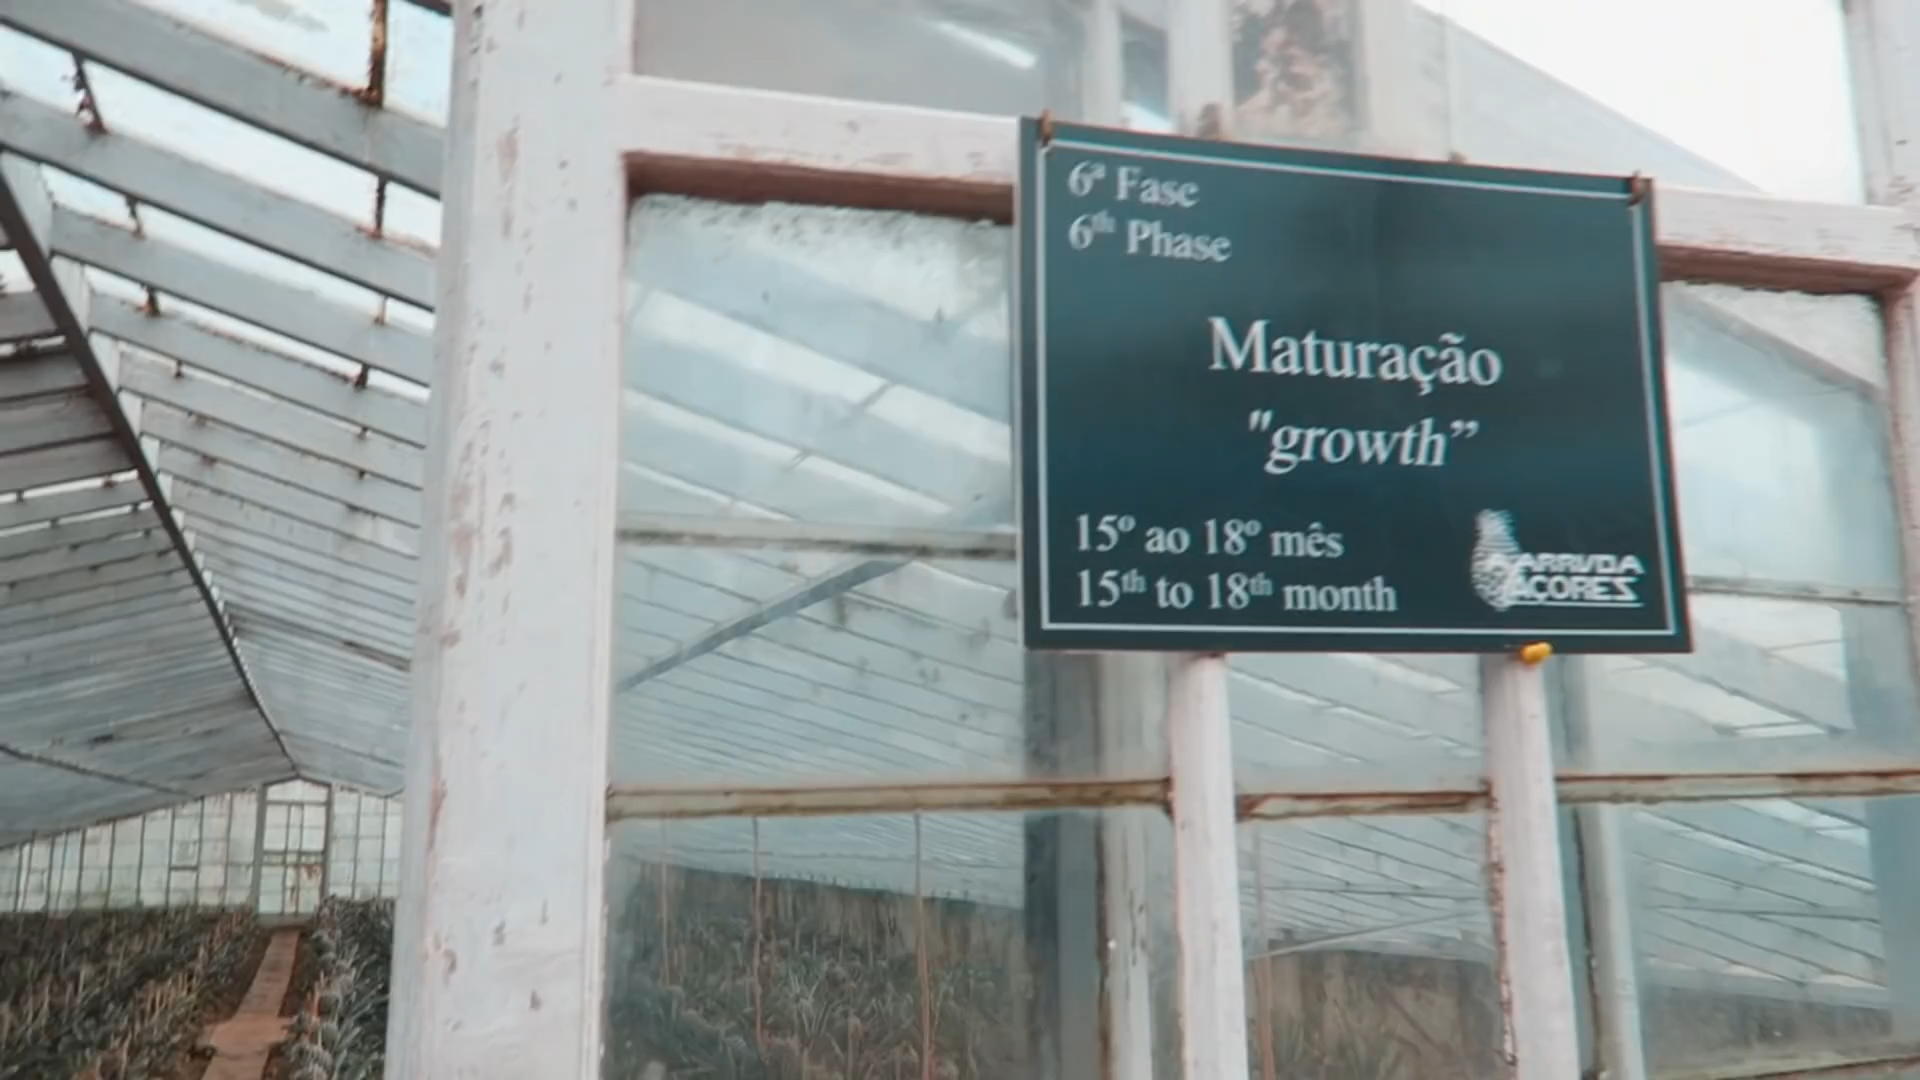 6ª Fase
6th Phase
Maturação
"growth”
15º ao 18º mês
15th to 18th month
A ARRUDA
AÇORES